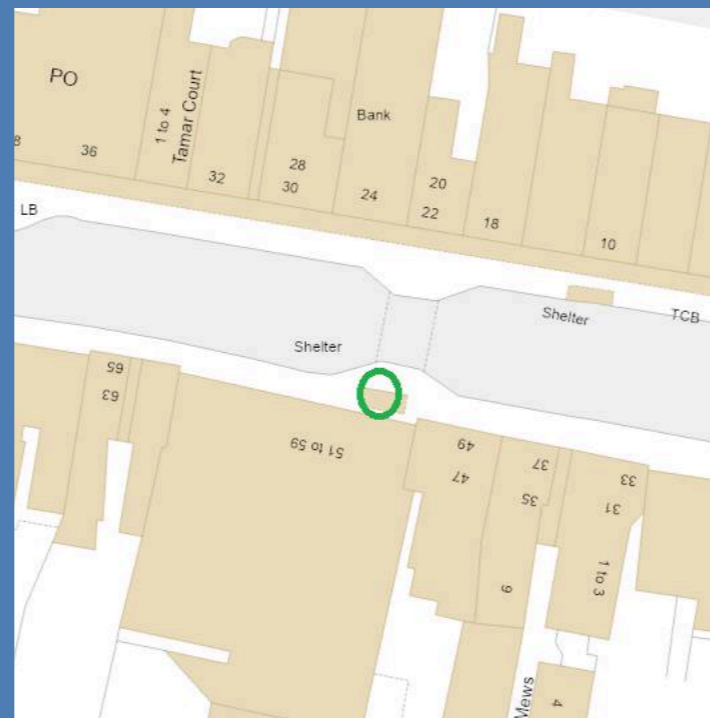 PO
1 to 4
Tamar Court
Bank
8
36
32
28
30
24
20
22
18
10
LB
Shelter
TCB
Shelter
65
63
51 to 59
49
47
37
35
33
31
9
1 to 3
Mews
4